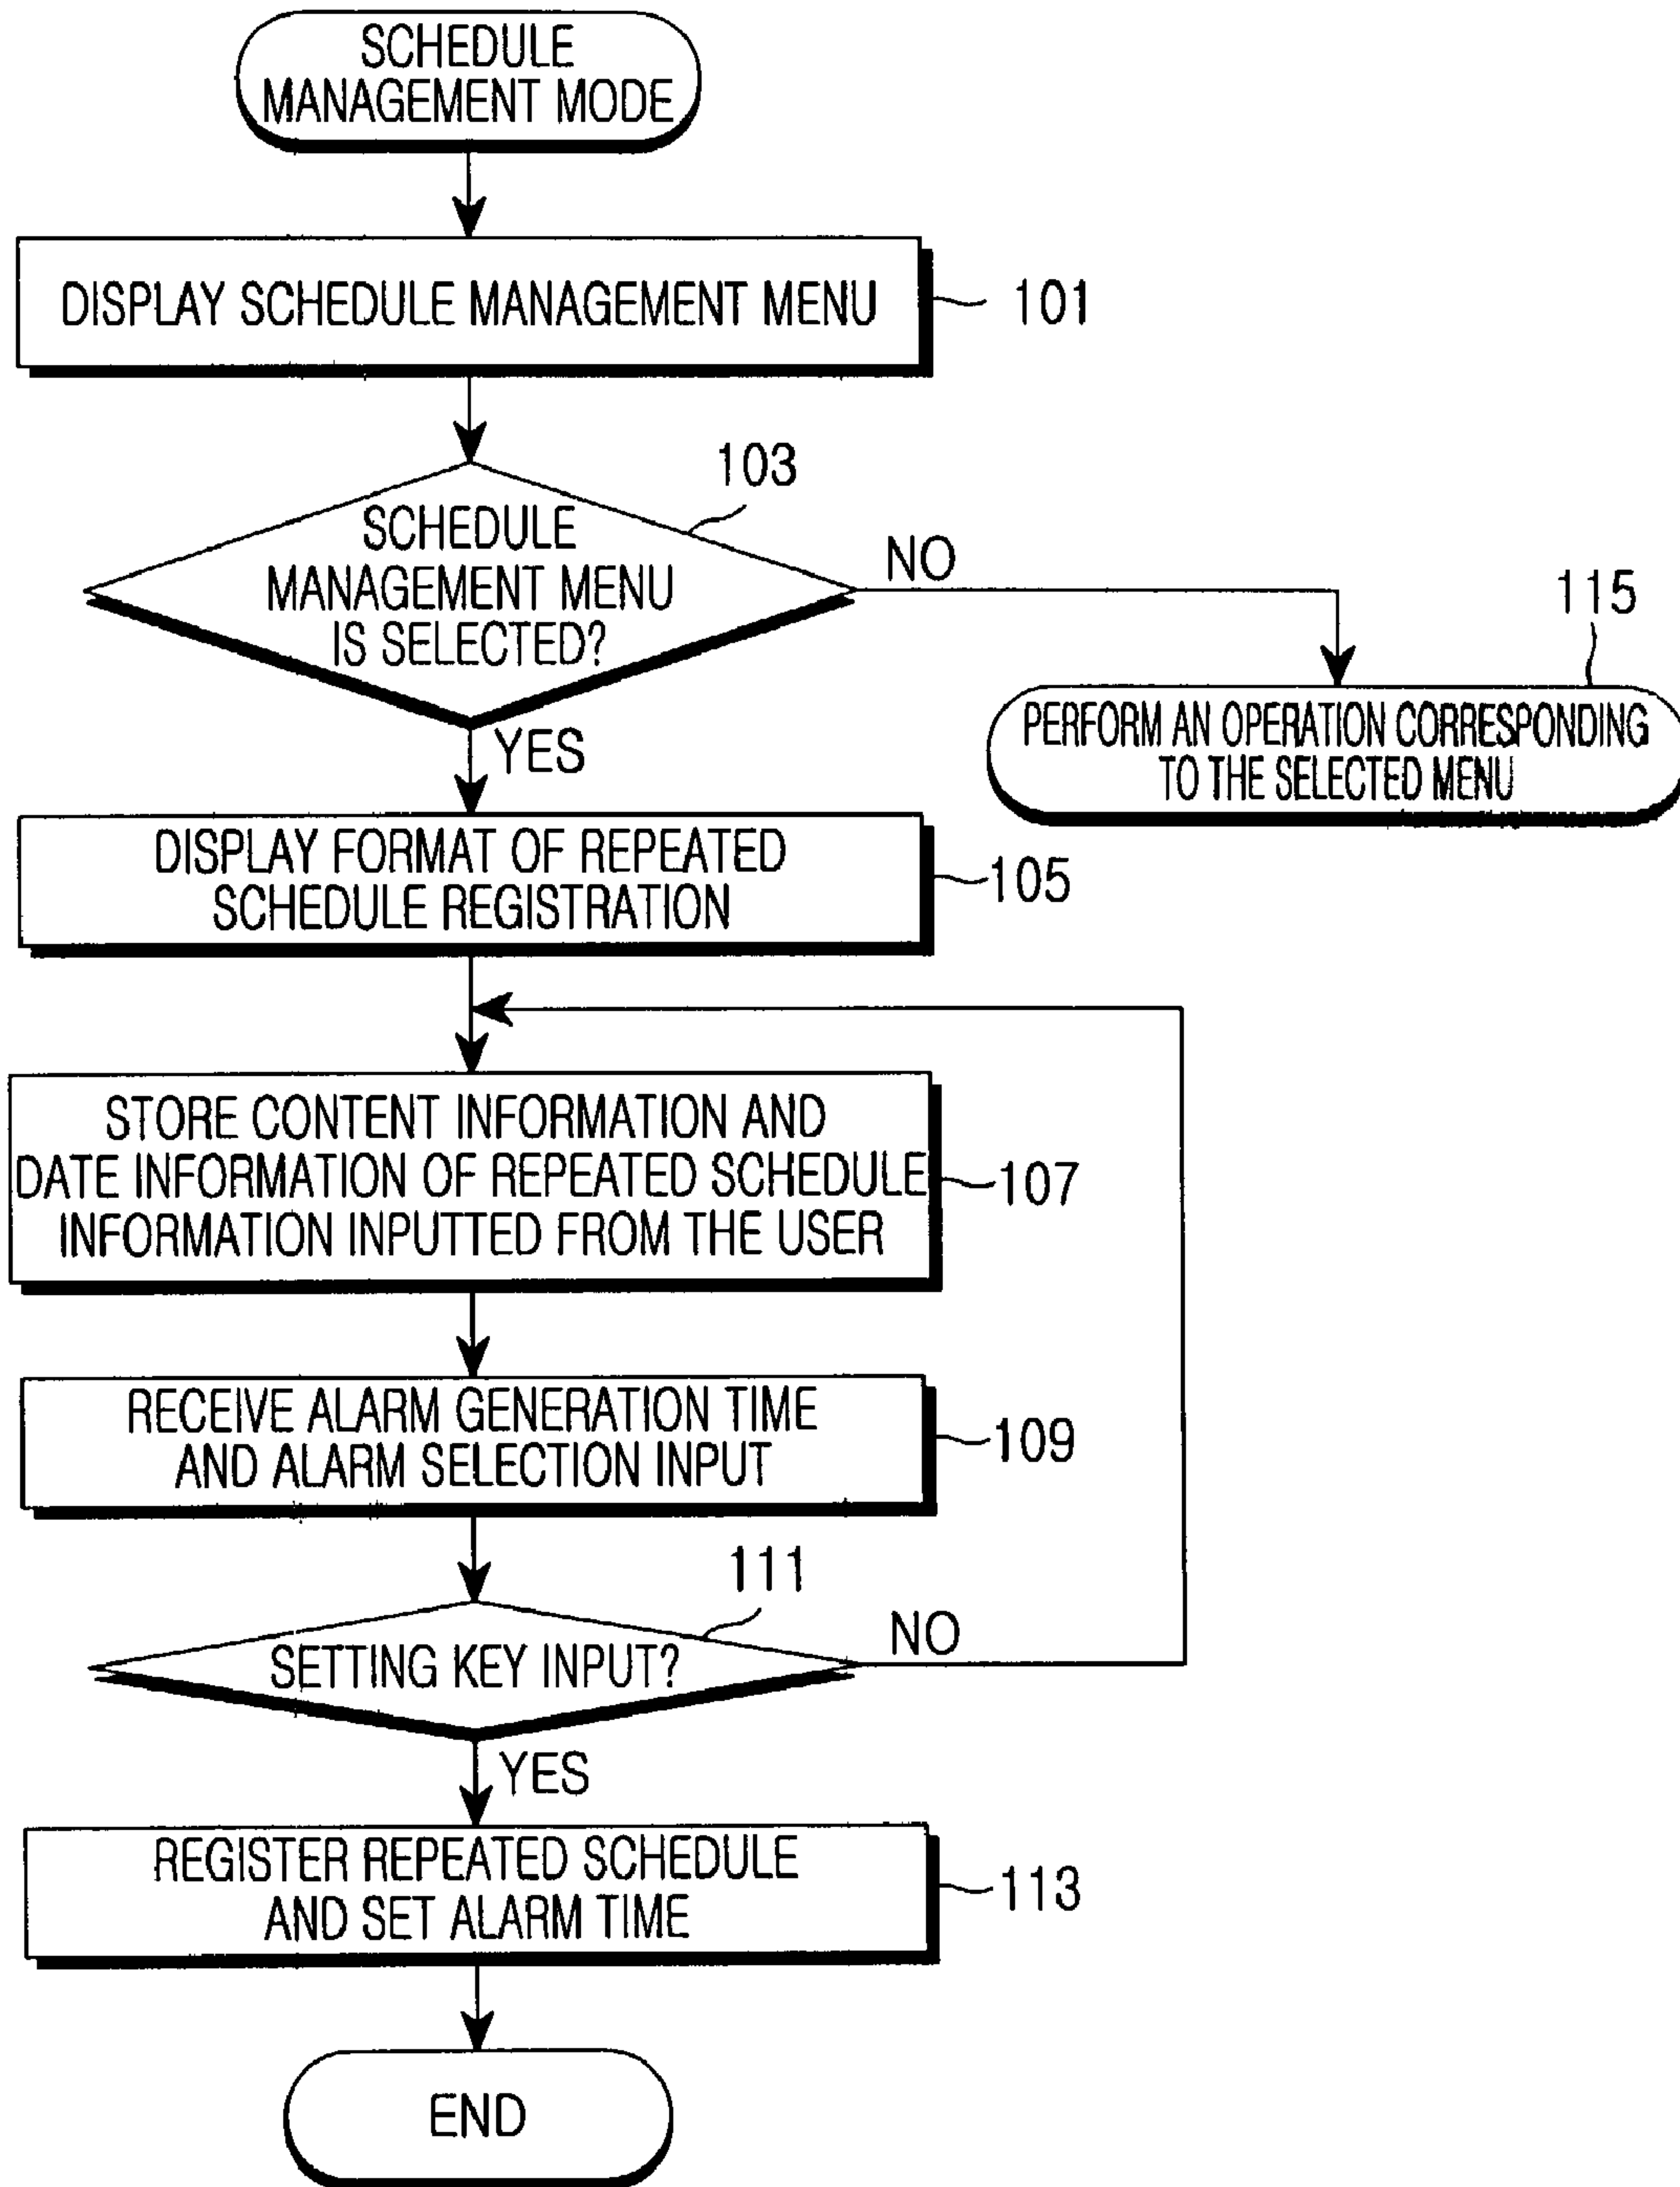 SCHEDULE
MANAGEMENT MODE
DISPLAY SCHEDULE MANAGEMENT MENU
101
103
SCHEDULE
MANAGEMENT MENU
IS SELECTED?
NO
115
PERFORM AN OPERATION CORRESPONDING
TO THE SELECTED MENU
YES
DISPLAY FORMAT OF REPEATED
SCHEDULE REGISTRATION
105
STORE CONTENT INFORMATION AND
DATE INFORMATION OF REPEATED SCHEDULE
INFORMATION INPUTTED FROM THE USER
107
RECEIVE ALARM GENERATION TIME
AND ALARM SELECTION INPUT
109
111
SETTING KEY INPUT?
NO
YES
REGISTER REPEATED SCHEDULE
AND SET ALARM TIME
113
END